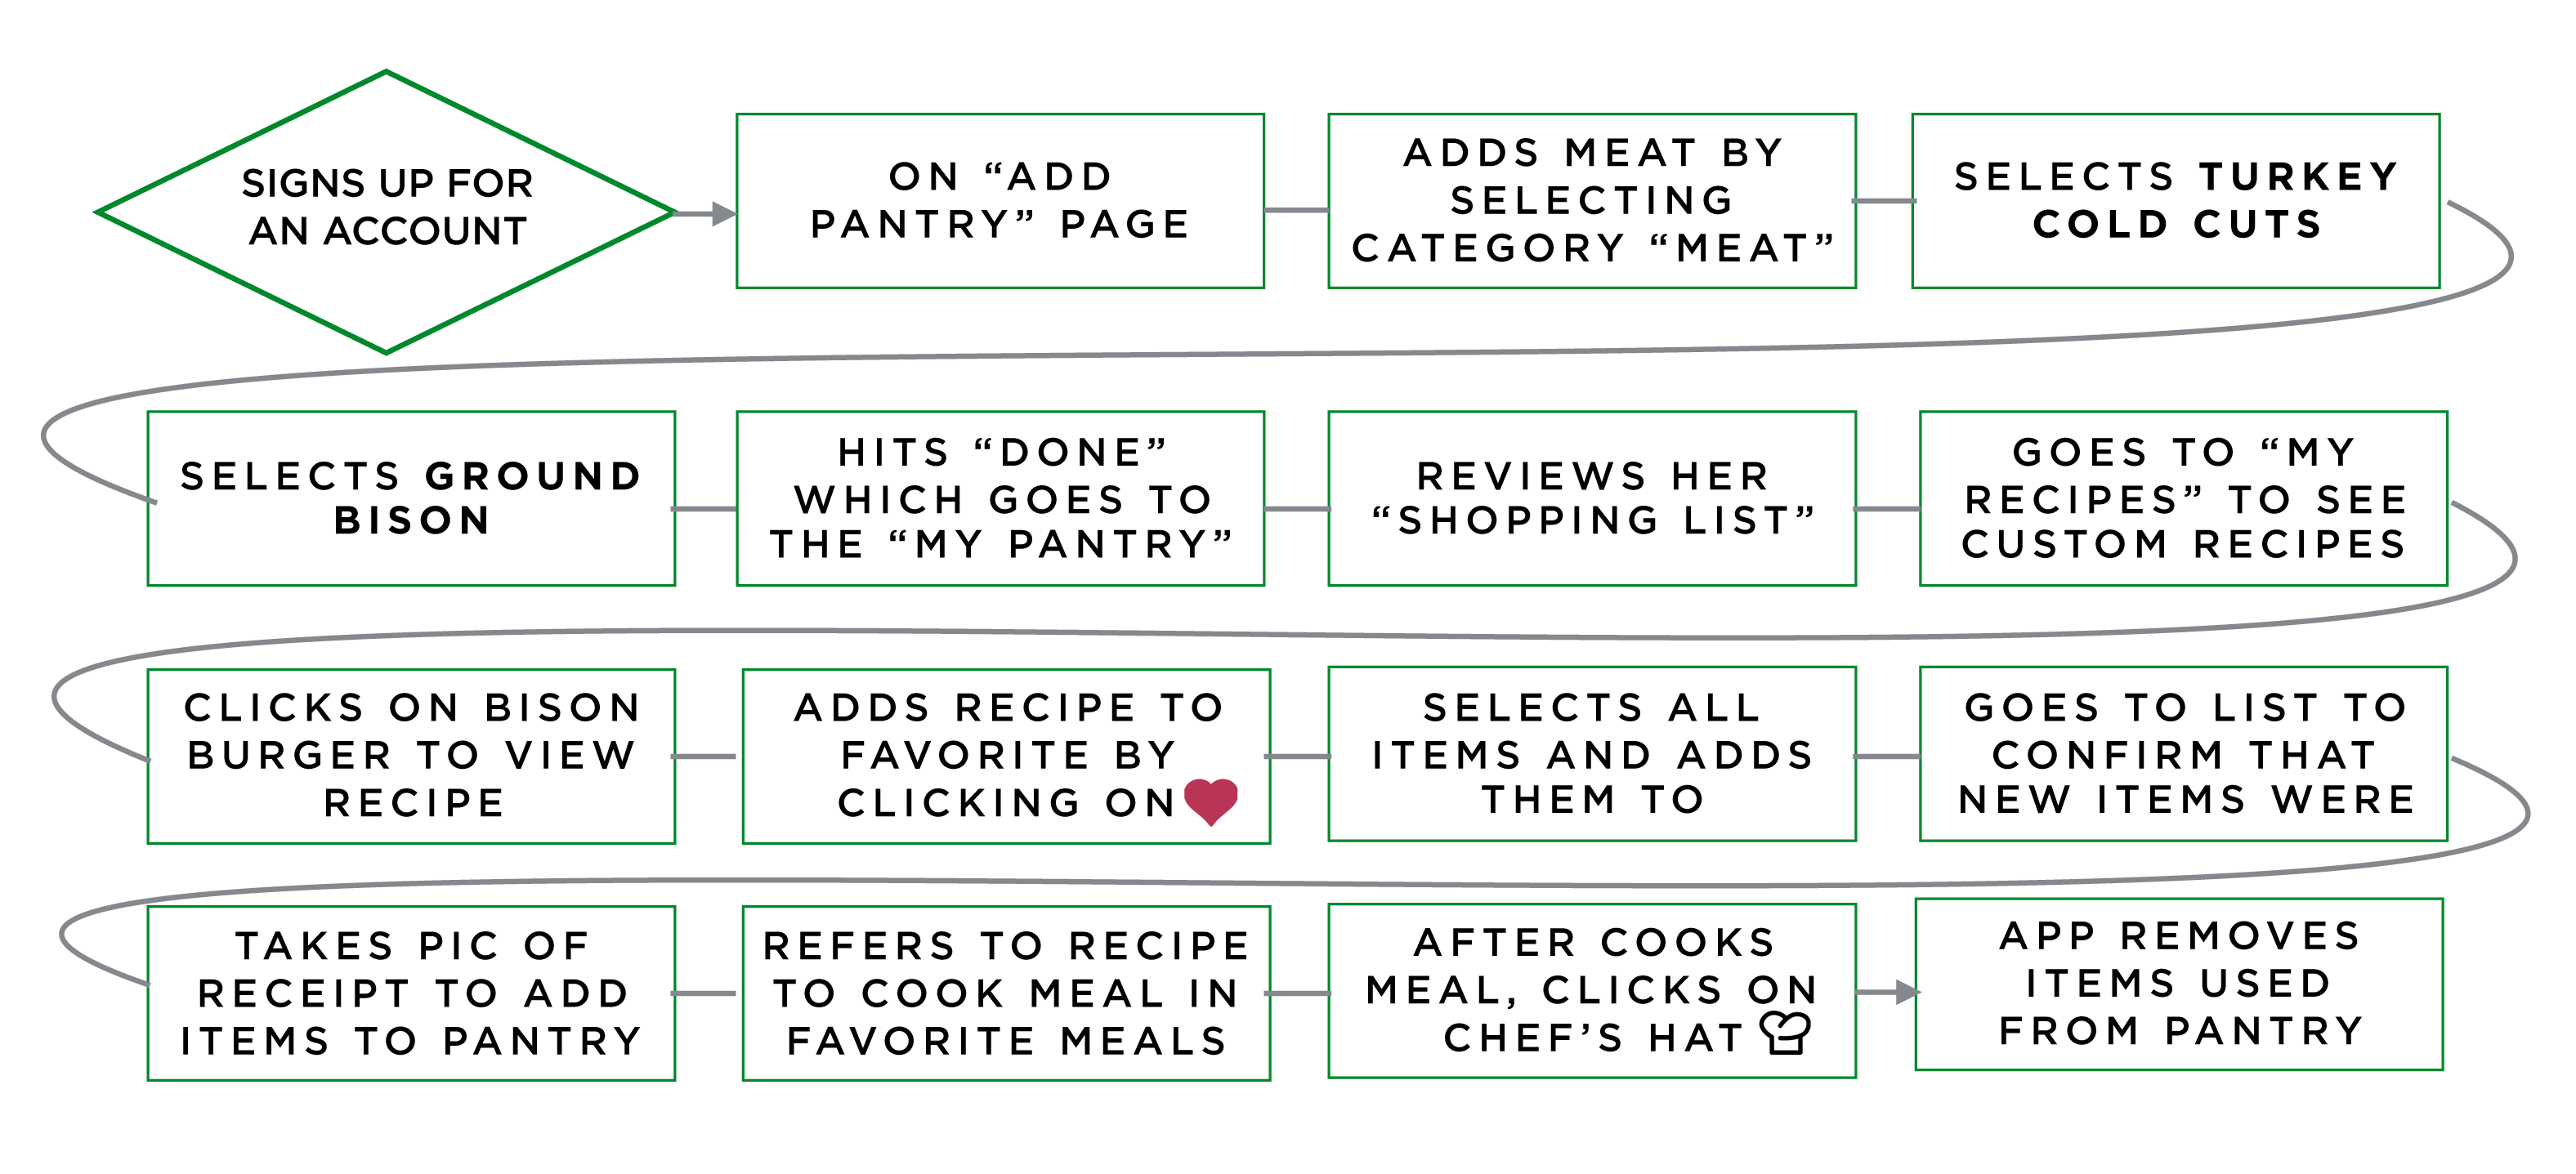 SIGNS UP FOR
AN ACCOUNT
ON “ADD
PANTRY” PAGE
ADDS MEAT BY
SELECTING
CATEGORY “MEAT”
SELECTS TURKEY
COLD CUTS
SELECTS GROUND
BISON
HITS “DONE”
WHICH GOES TO
THE “MY PANTRY”
REVIEWS HER
“SHOPPING LIST”
GOES TO “MY
RECIPES” TO SEE
CUSTOM RECIPES
CLICKS ON BISON
BURGER TO VIEW
RECIPE
ADDS RECIPE TO
FAVORITE BY
CLICKING ON
SELECTS ALL
ITEMS AND ADDS
THEM TO
GOES TO LIST TO
CONFIRM THAT
NEW ITEMS WERE
TAKES PIC OF
RECEIPT TO ADD
ITEMS TO PANTRY
REFERS TO RECIPE
TO COOK MEAL IN
FAVORITE MEALS
AFTER COOKS
MEAL, CLICKS ON
CHEF’S HAT
APP REMOVES
ITEMS USED
FROM PANTRY